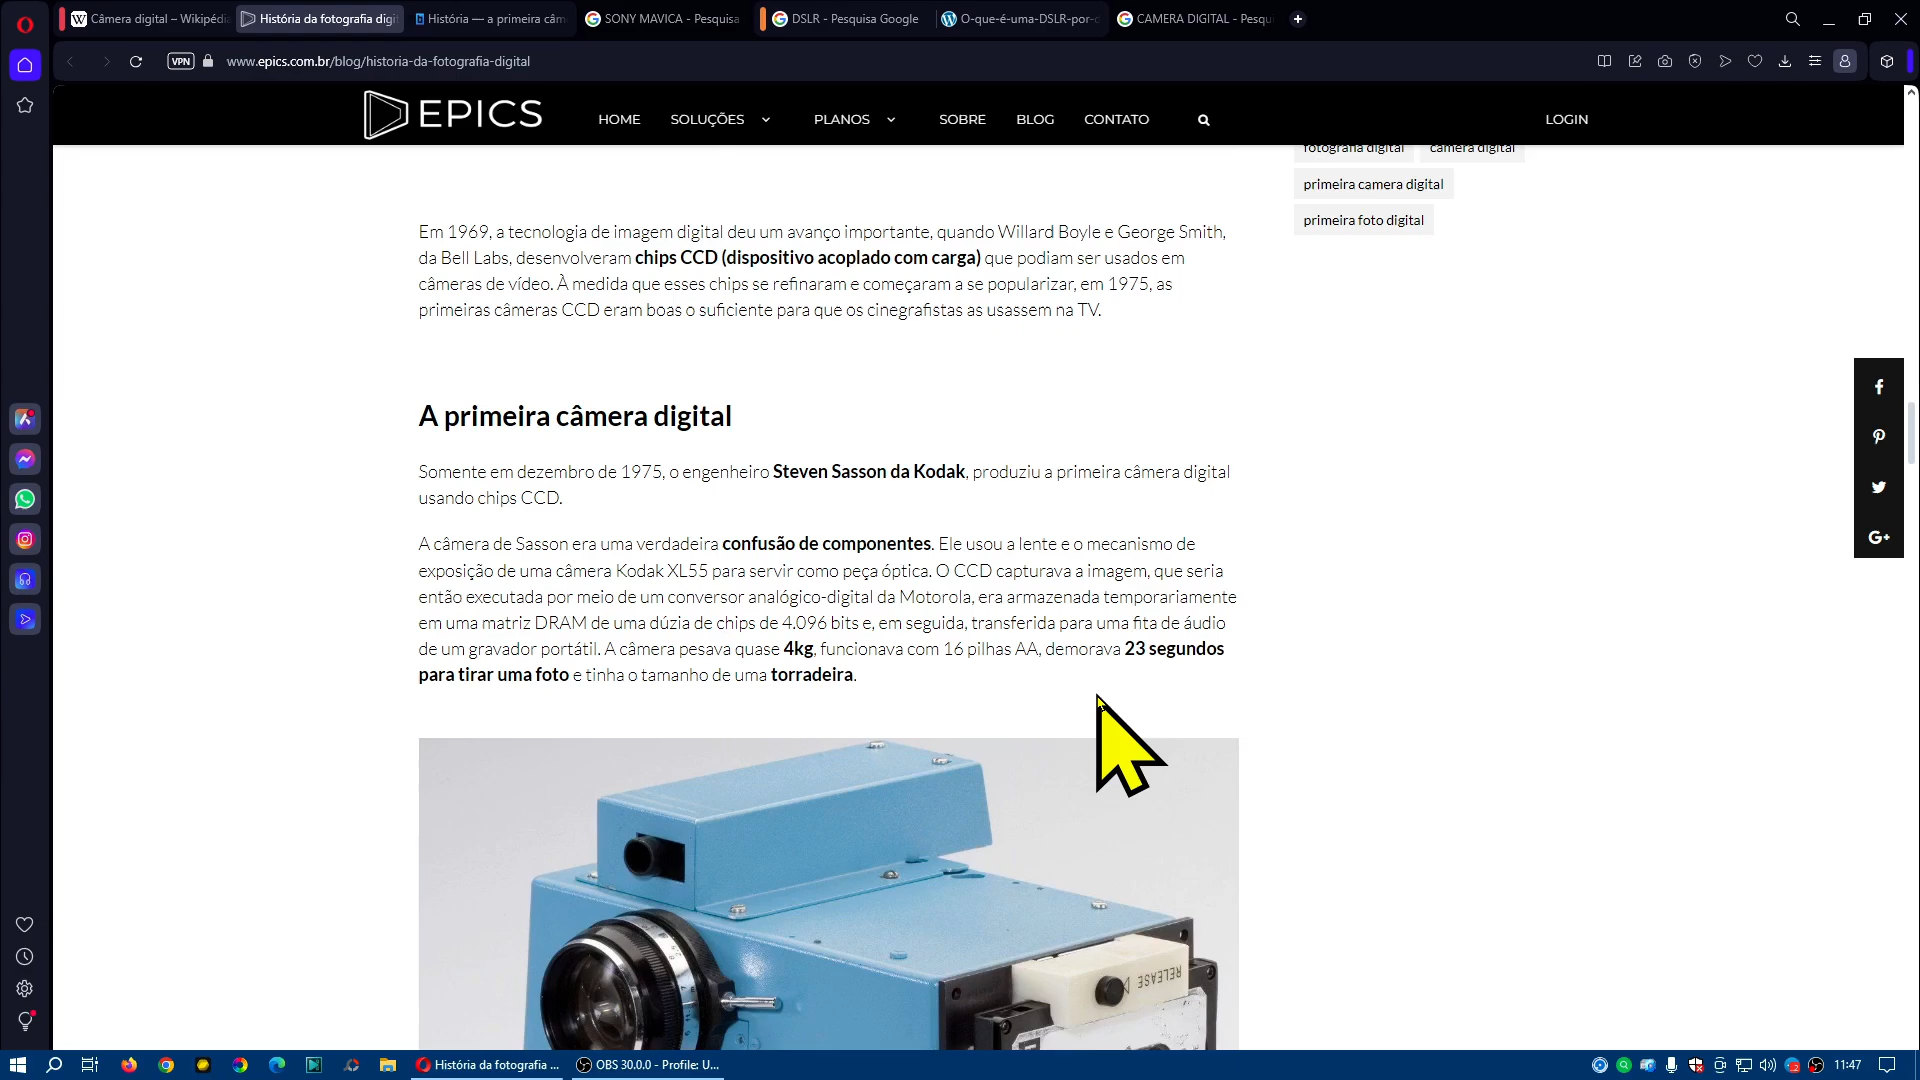 Câmera digital – Wikipédi
História da fotografia digit
História — a primeira câm
SONY MAVICA - Pesquisa
DSLR - Pesquisa Google
O-que-é-uma-DSLR-por-
CAMERA DIGITAL - Pesqu
VPN
www.epics.com.br/blog/historia-da-fotografia-digital
EPICS
HOME
SOLUÇÕES
PLANOS
SOBRE
BLOG
CONTATO
LOGIN
fotografia digital
camera digital
primeira camera digital
primeira foto digital
Em 1969, a tecnologia de imagem digital deu um avanço importante, quando Willard Boyle e George Smith,
da Bell Labs, desenvolveram chips CCD (dispositivo acoplado com carga) que podiam ser usados em
câmeras de vídeo. À medida que esses chips se refinaram e começaram a se popularizar, em 1975, as
primeiras câmeras CCD eram boas o suficiente para que os cinegrafistas as usassem na TV.
A primeira câmera digital
Somente em dezembro de 1975, o engenheiro Steven Sasson da Kodak, produziu a primeira câmera digital
usando chips CCD.
A câmera de Sasson era uma verdadeira confusão de componentes. Ele usou a lente e o mecanismo de
exposição de uma câmera Kodak XL55 para servir como peça óptica. O CCD capturava a imagem, que seria
então executada por meio de um conversor analógico-digital da Motorola, era armazenada temporariamente
em uma matriz DRAM de uma dúzia de chips de 4.096 bits e, em seguida, transferida para uma fita de áudio
de um gravador portátil. A câmera pesava quase 4kg, funcionava com 16 pilhas AA, demorava 23 segundos
para tirar uma foto e tinha o tamanho de uma torradeira.
RELEASE
História da fotografia ...
OBS 30.0.0 - Profile: U...
11:47